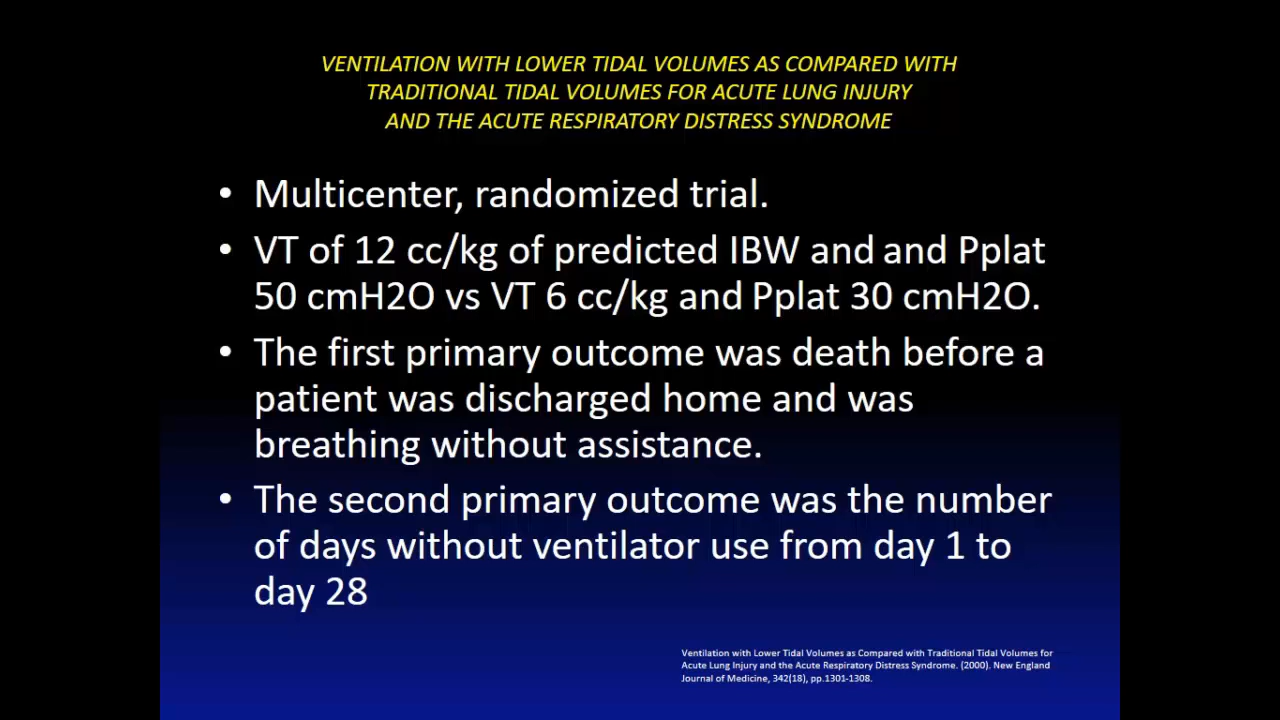 VENTILATION WITH LOWER TIDAL VOLUMES AS COMPARED WITH
TRADITIONAL TIDAL VOLUMES FOR ACUTE LUNG INJURY
AND THE ACUTE RESPIRATORY DISTRESS SYNDROME
• Multicenter, randomized trial.
• VT of 12 cc/kg of predicted IBW and and Pplat
50 cmH2O vs VT 6 cc/kg and Pplat 30 cmH2O.
• The first primary outcome was death before a
patient was discharged home and was
breathing without assistance.
• The second primary outcome was the number
of days without ventilator use from day 1 to
day 28
Ventilation with Lower Tidal Volumes as Compared with Traditional Tidal Volumes for
Acute Lung Injury and the Acute Respiratory Distress Syndrome. (2000). New England
Journal of Medicine, 342(18), pp.1301-1308.